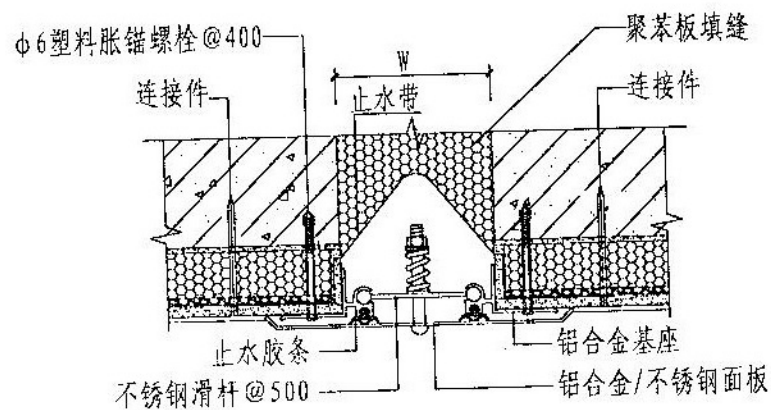 聚苯板填缝
φ6塑料胀锚螺栓@400
W
连接件
止水带
连接件
止水胶条
铝合金基座
不锈钢滑杆@500
铝合金/不锈钢面板